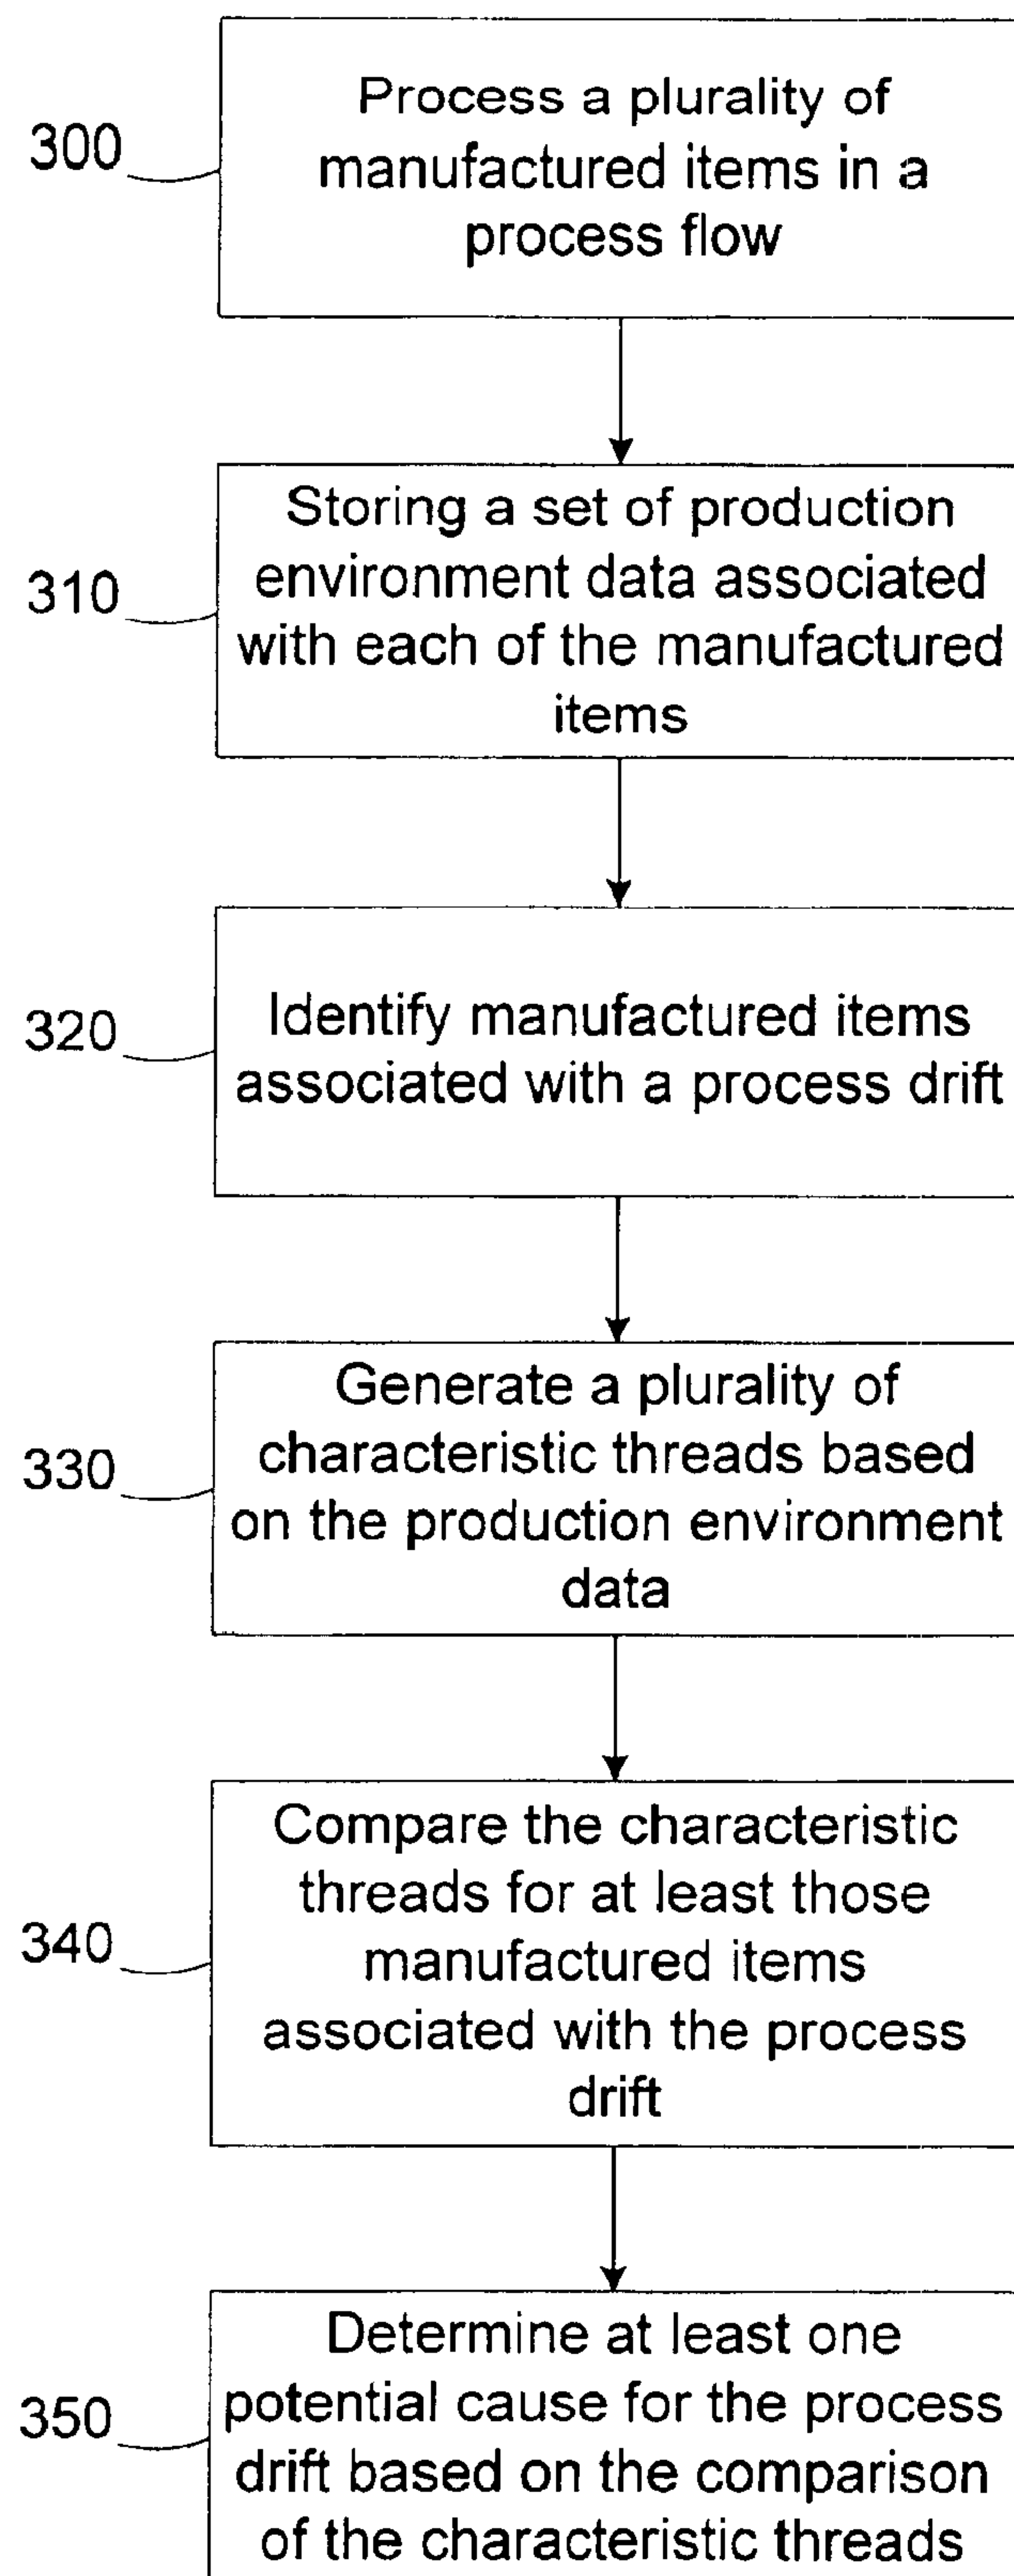 300
Process a plurality of
manufactured items in a
process flow
310
Storing a set of production
environment data associated
with each of the manufactured
items
320
Identify manufactured items
associated with a process drift
330
Generate a plurality of
characteristic threads based
on the production environment
data
340
Compare the characteristic
threads for at least those
manufactured items
associated with the process
drift
350
Determine at least one
potential cause for the process
drift based on the comparison
of the characteristic threads